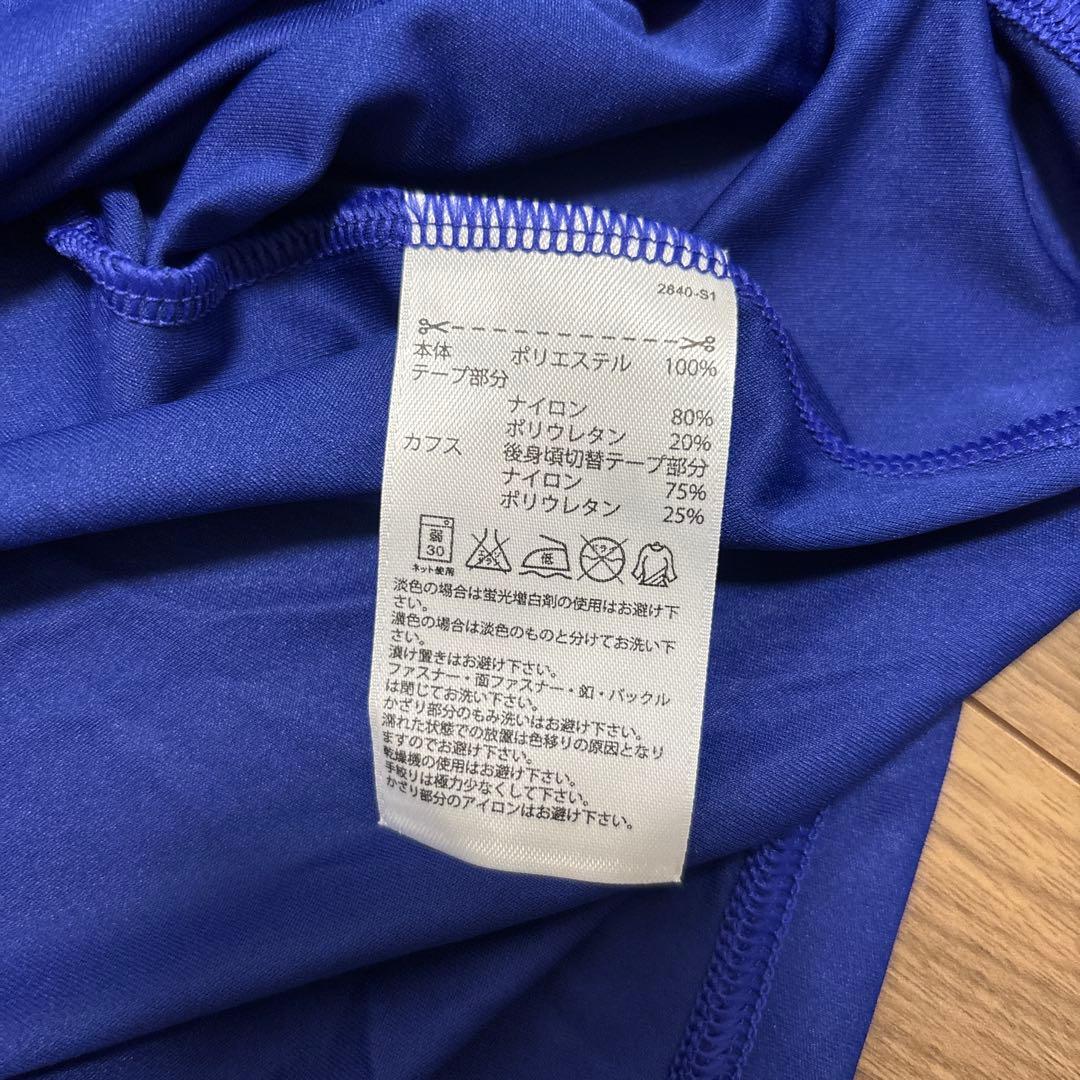 2840-S1
本体 ポリエステル 100%
テープ部分
ナイロン 80%
ポリウレタン 20%
カフス 後身頃切替テープ部分
ナイロン 75%
ポリウレタン 25%
弱 30 低
ネット使用
淡色の場合は蛍光増白剤の使用はお避け下
さい。
濃色の場合は淡色のものと分けてお洗い下
さい。
漬け置きはお避け下さい。
ファスナー・面ファスナー・釦・バックル
は閉じてお洗い下さい。
かざり部分のもみ洗いはお避け下さい。
濡れた状態での放置は色移りの原因となり
ますのでお避け下さい。
乾燥機の使用はお避け下さい。
手絞りは極力少なくして下さい。
かざり部分のアイロンはお避け下さい。